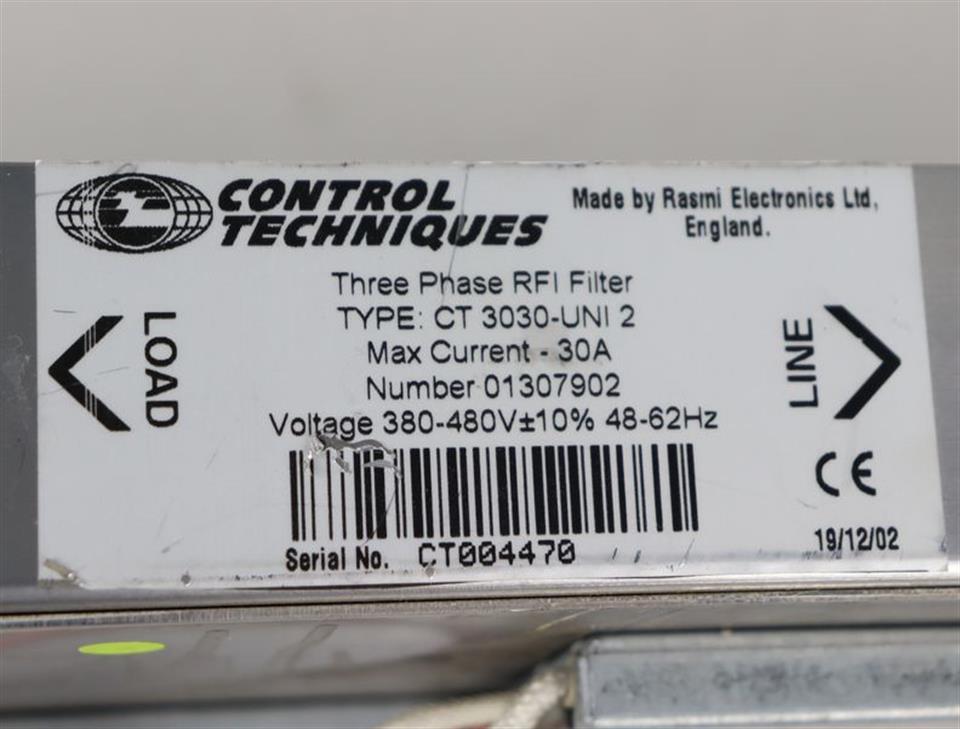 CONTROL
TECHNIQUES
Made by Rasmi Electronics Ltd,
England.
Three Phase RFI Filter
TYPE: CT 3030-UNI 2
Max Current - 30A
Number 01307902
Voltage 380-480V±10% 48-62Hz
LOAD
LINE
CE
Serial No. CT004470
19/12/02